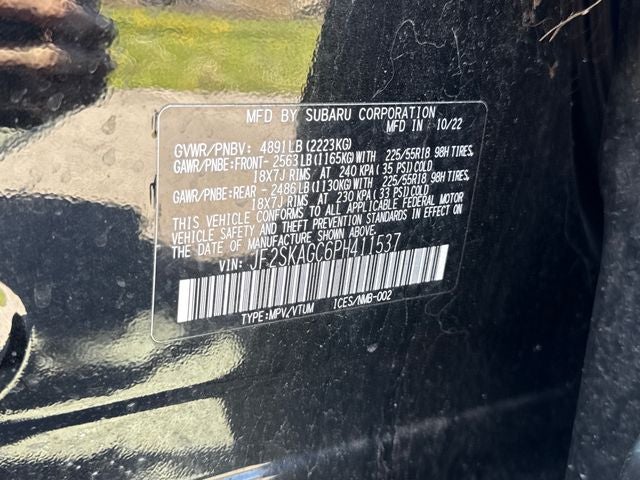 MFD BY SUBARU CORPORATION
MFD IN 10/22
GVWR/PNBV: 4891LB(2223KG)
GAWR/PNBE:FRONT- 2563LB(1165KG)WITH 225/55R18 98H TIRES,
18X7J RIMS AT 240 KPA(35 PSI)COLD
GAWR/PNBE:REAR - 2486LB(1130KG)WITH 225/55R18 98H TIRES,
18X7J RIMS AT 230 KPA(33 PSI)COLD
THIS VEHICLE CONFORMS TO ALL APPLICABLE FEDERAL MOTOR
VEHICLE SAFETY AND THEFT PREVENTION STANDARDS IN EFFECT ON
THE DATE OF MANUFACTURE SHOWN ABOVE.
VIN: JF2SKAGC6PH411537
TYPE:MPV/VTUM ICES/NMB-002